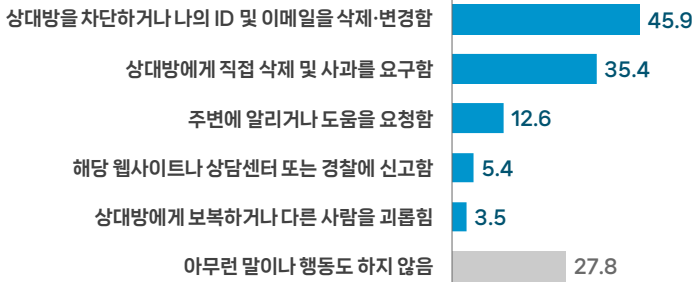 상대방을 차단하거나 나의 ID 및 이메일을 삭제·변경함 45.9
상대방에게 직접 삭제 및 사과를 요구함 35.4
주변에 알리거나 도움을 요청함 12.6
해당 웹사이트나 상담센터 또는 경찰에 신고함 5.4
상대방에게 보복하거나 다른 사람을 괴롭힘 3.5
아무런 말이나 행동도 하지 않음 27.8